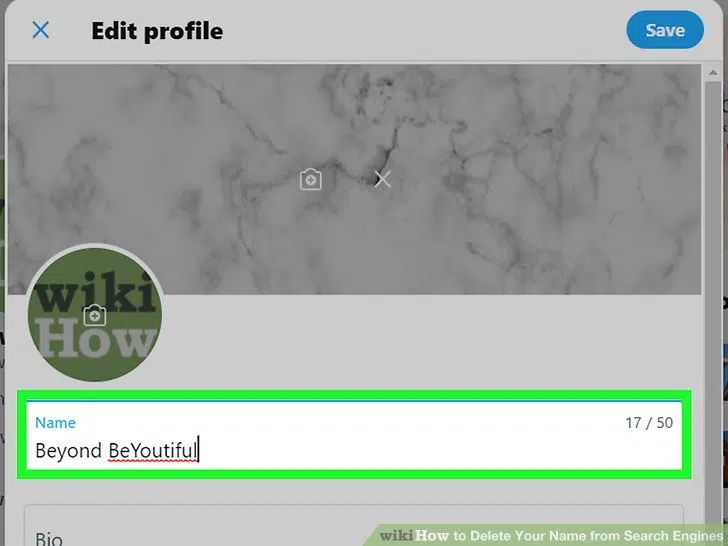 Edit profile
Save
wiki
How
Name
17 / 50
Beyond BeYoutiful
Bio
wikiHow to Delete Your Name from Search Engines